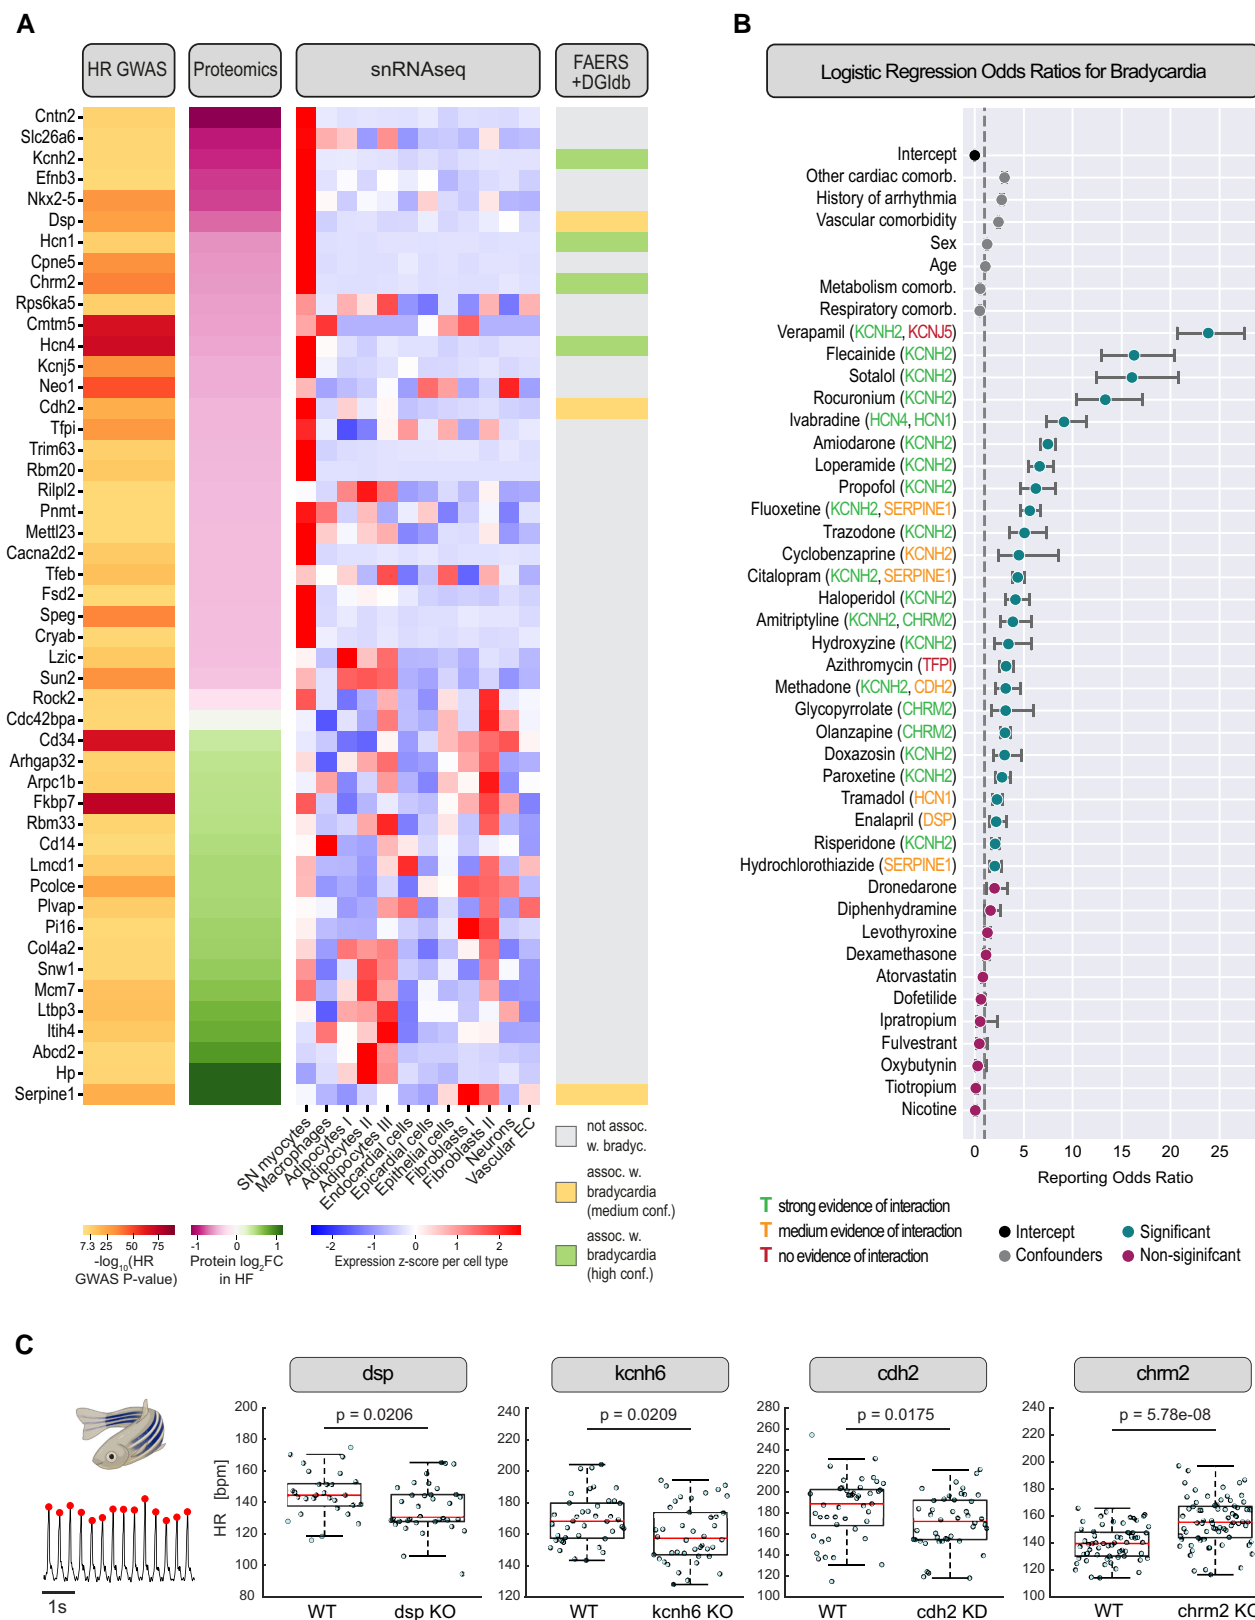 A
HR GWAS
Proteomics
snRNAseq
FAERS
+DGIdb
Cntn2
Slc26a6
Kcnh2
Efnb3
Nkx2-5
Dsp
Hcn1
Cpne5
Chrm2
Rps6ka5
Cmtm5
Hcn4
Kcnj5
Neo1
Cdh2
Tfpi
Trim63
Rbm20
Rilpl2
Pnmt
Mettl23
Cacna2d2
Tfeb
Fsd2
Speg
Cryab
Lzic
Sun2
Rock2
Cdc42bpa
Cd34
Arhgap32
Arpc1b
Fkbp7
Rbm33
Cd14
Lmcd1
Pcolce
Plvap
Pi16
Col4a2
Snw1
Mcm7
Ltbp3
Itih4
Abcd2
Hp
Serpine1
SN myocytes
Macrophages
Adipocytes I
Adipocytes II
Adipocytes III
Endocardial cells
Epicardial cells
Epithelial cells
Fibroblasts I
Fibroblasts II
Neurons
Vascular EC
not assoc.
w. bradyc.
assoc. w.
bradycardia
(medium conf.)
assoc. w.
bradycardia
(high conf.)
7.3 25 50 75
-log10(HR
GWAS P-value)
-1 0 1
Protein log2FC
in HF
-2 -1 0 1 2
Expression z-score per cell type
B
Logistic Regression Odds Ratios for Bradycardia
Intercept
Other cardiac comorb.
History of arrhythmia
Vascular comorbidity
Sex
Age
Metabolism comorb.
Respiratory comorb.
Verapamil (KCNH2, KCNJ5)
Flecainide (KCNH2)
Sotalol (KCNH2)
Rocuronium (KCNH2)
Ivabradine (HCN4, HCN1)
Amiodarone (KCNH2)
Loperamide (KCNH2)
Propofol (KCNH2)
Fluoxetine (KCNH2, SERPINE1)
Trazodone (KCNH2)
Cyclobenzaprine (KCNH2)
Citalopram (KCNH2, SERPINE1)
Haloperidol (KCNH2)
Amitriptyline (KCNH2, CHRM2)
Hydroxyzine (KCNH2)
Azithromycin (TFPI)
Methadone (KCNH2, CDH2)
Glycopyrrolate (CHRM2)
Olanzapine (CHRM2)
Doxazosin (KCNH2)
Paroxetine (KCNH2)
Tramadol (HCN1)
Enalapril (DSP)
Risperidone (KCNH2)
Hydrochlorothiazide (SERPINE1)
Dronedarone
Diphenhydramine
Levothyroxine
Dexamethasone
Atorvastatin
Dofetilide
Ipratropium
Fulvestrant
Oxybutynin
Tiotropium
Nicotine
0 5 10 15 20 25
Reporting Odds Ratio
T strong evidence of interaction
T medium evidence of interaction
T no evidence of interaction
Intercept
Confounders
Significant
Non-siginifcant
C
1s
dsp
p = 0.0206
HR [bpm]
200
180
160
140
120
100
80
WT
dsp KO
kcnh6
p = 0.0209
240
220
200
180
160
140
120
WT
kcnh6 KO
cdh2
p = 0.0175
280
260
240
220
200
180
160
140
120
100
WT
cdh2 KD
chrm2
p = 5.78e-08
240
220
200
180
160
140
120
100
WT
chrm2 KO